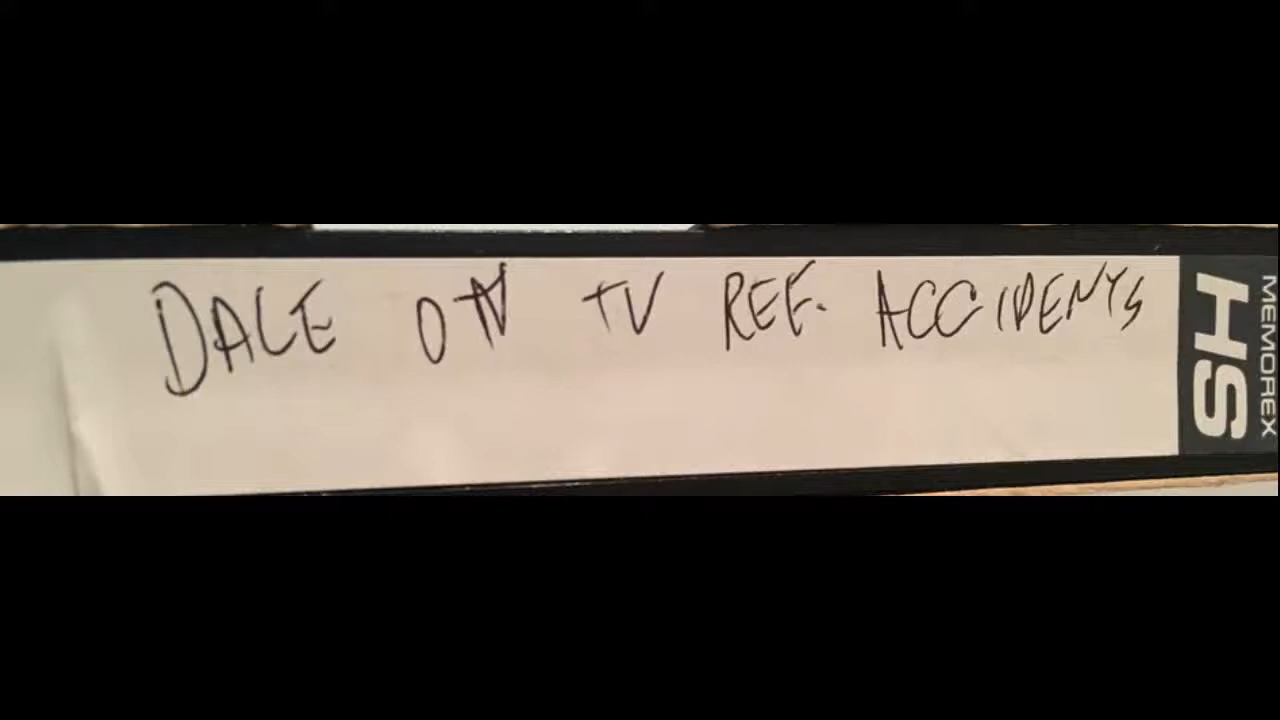 DALE ON TV REF. ACCIDENTS
HS
MEMOREX